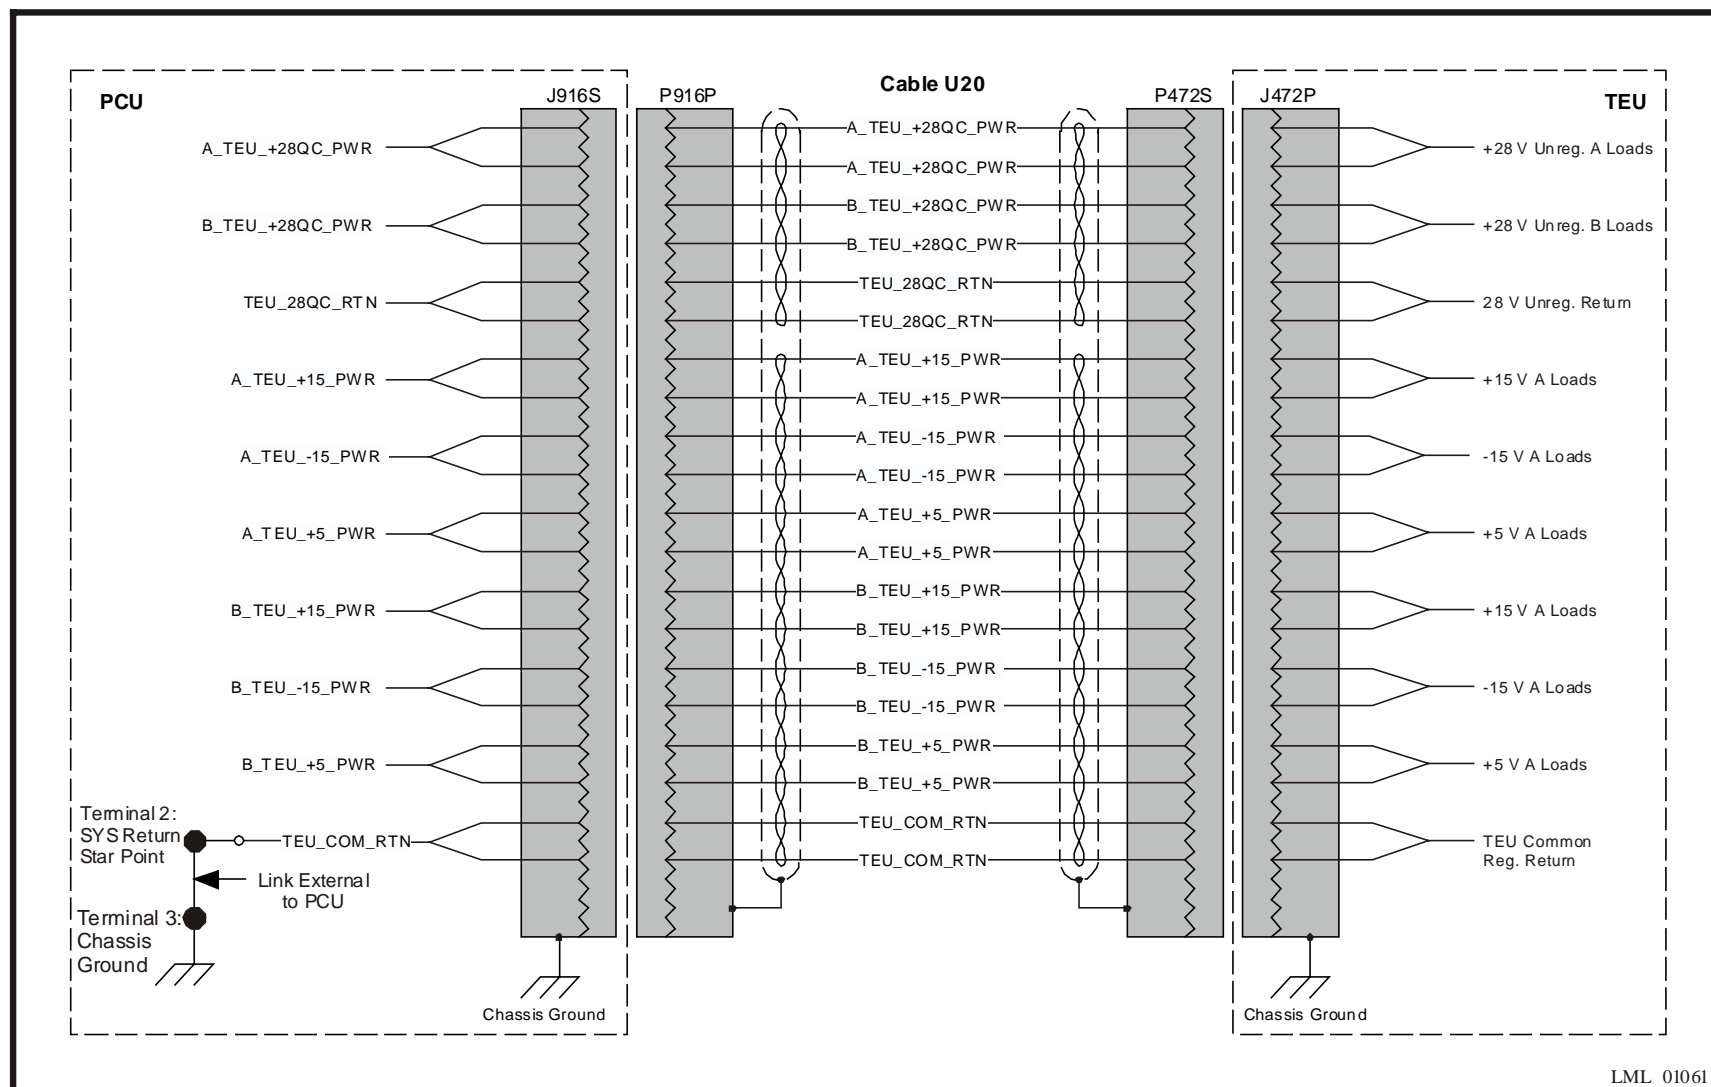 Cable U20
PCU
J916S
P916P
P472S
J472P
TEU
A_TEU_+28QC_PWR
B_TEU_+28QC_PWR
TEU_28QC_RTN
A_TEU_+15_PWR
A_TEU_-15_PWR
A_TEU_+5_PWR
B_TEU_+15_PWR
B_TEU_-15_PWR
B_TEU_+5_PWR
TEU_COM_RTN
Terminal 2:
SYS Return
Star Point
Link External
to PCU
Terminal 3:
Chassis
Ground
Chassis Ground
A_TEU_+28QC_PWR
A_TEU_+28QC_PWR
B_TEU_+28QC_PWR
B_TEU_+28QC_PWR
TEU_28QC_RTN
TEU_28QC_RTN
A_TEU_+15_PWR
A_TEU_+15_PWR
A_TEU_-15_PWR
A_TEU_-15_PWR
A_TEU_+5_PWR
A_TEU_+5_PWR
B_TEU_+15_PWR
B_TEU_+15_PWR
B_TEU_-15_PWR
B_TEU_-15_PWR
B_TEU_+5_PWR
B_TEU_+5_PWR
TEU_COM_RTN
TEU_COM_RTN
+28 V Unreg. A Loads
+28 V Unreg. B Loads
28 V Unreg. Return
+15 V A Loads
-15 V A Loads
+5 V A Loads
+15 V A Loads
-15 V A Loads
+5 V A Loads
TEU Common
Reg. Return
Chassis Ground
LML_01061